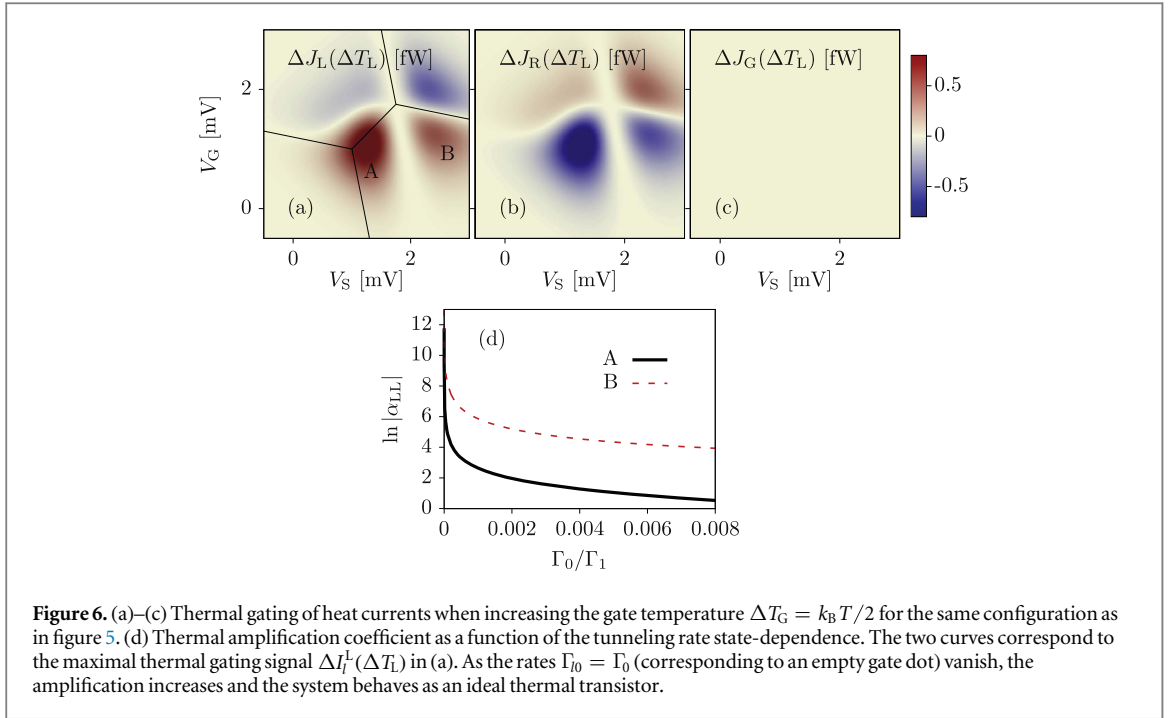 ΔJ_L(ΔT_L) [fW] ΔJ_R(ΔT_L) [fW] ΔJ_G(ΔT_L) [fW]
0.5
0
-0.5
V_G [mV]
2
0
A
B
(a) (b) (c)
0 2 0 2 0 2
V_S [mV] V_S [mV] V_S [mV]
(d)
A
B
ln |α_LL|
12
10
8
6
4
2
0
0 0.002 0.004 0.006 0.008
Γ_0/Γ_1
Figure 6. (a)–(c) Thermal gating of heat currents when increasing the gate temperature ΔT_G = k_B T/2 for the same configuration as
in figure 5. (d) Thermal amplification coefficient as a function of the tunneling rate state-dependence. The two curves correspond to
the maximal thermal gating signal ΔI_l^L(ΔT_L) in (a). As the rates Γ_l0 = Γ_0 (corresponding to an empty gate dot) vanish, the
amplification increases and the system behaves as an ideal thermal transistor.